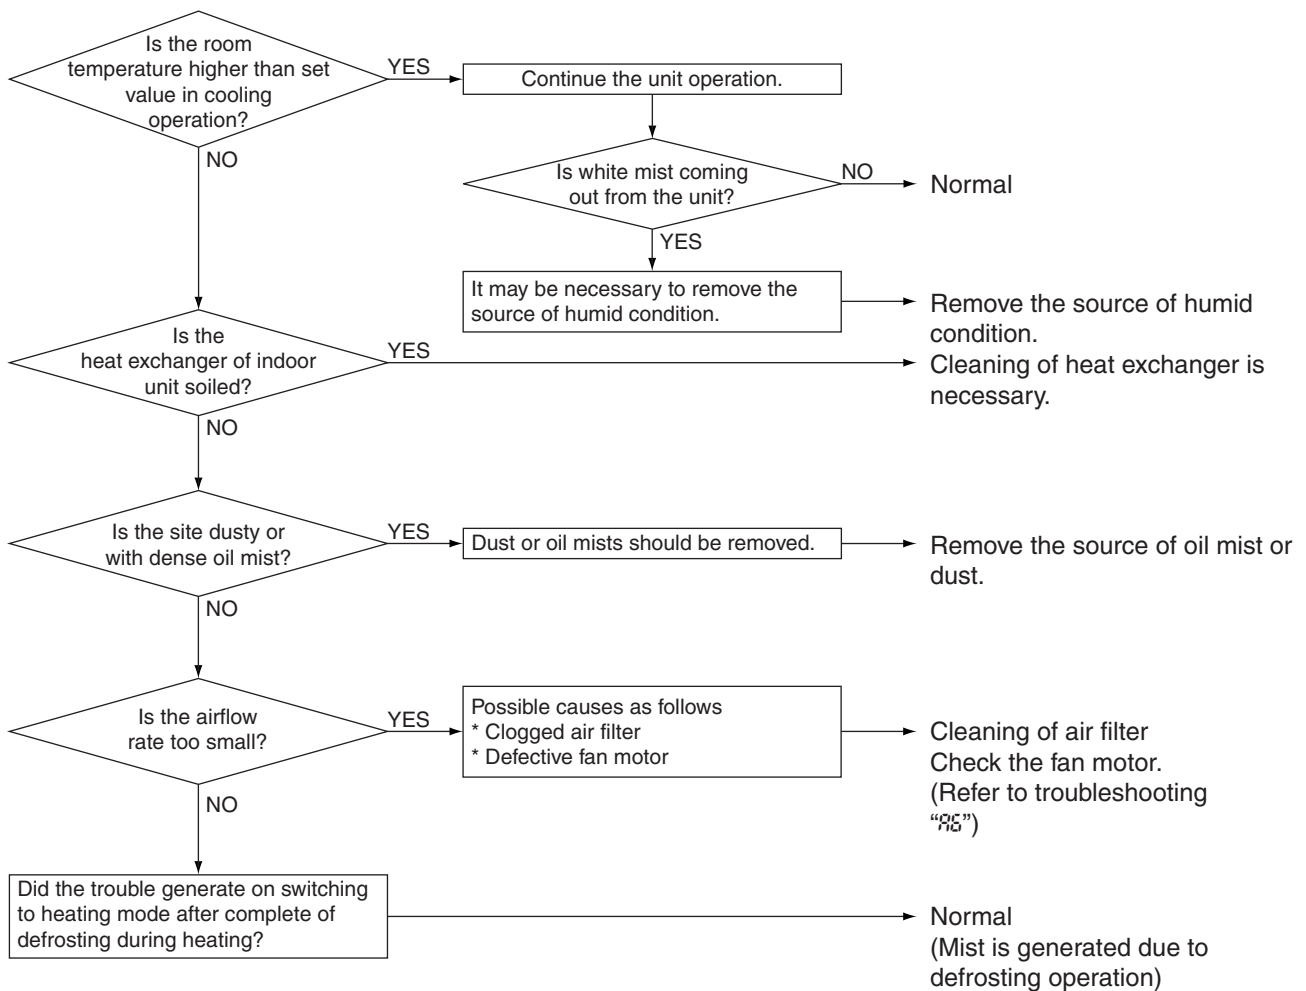 Is the room
temperature higher than set
value in cooling
operation?
YES
Continue the unit operation.
NO
Is white mist coming
out from the unit?
NO
Normal
YES
It may be necessary to remove the
source of humid condition.
Remove the source of humid
condition.
Is the
heat exchanger of indoor
unit soiled?
YES
Cleaning of heat exchanger is
necessary.
NO
Is the site dusty or
with dense oil mist?
YES
Dust or oil mists should be removed.
Remove the source of oil mist or
dust.
NO
Is the airflow
rate too small?
YES
Possible causes as follows
* Clogged air filter
* Defective fan motor
Cleaning of air filter
Check the fan motor.
(Refer to troubleshooting
“A6”)
NO
Did the trouble generate on switching
to heating mode after complete of
defrosting during heating?
Normal
(Mist is generated due to
defrosting operation)